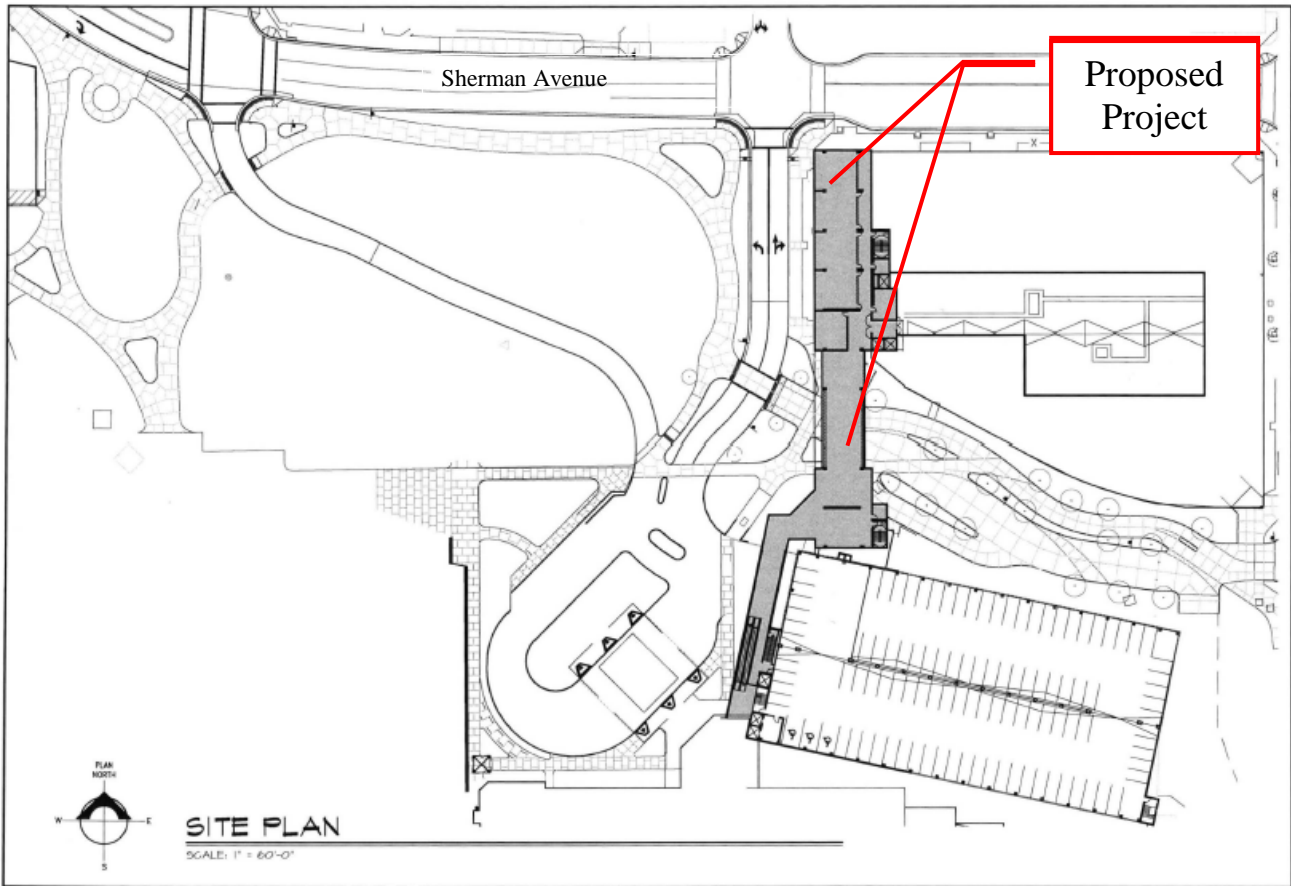 Sherman Avenue
Proposed
Project
X
PLAN
NORTH
W
E
S
SITE PLAN
SCALE: 1" = 60'-0"